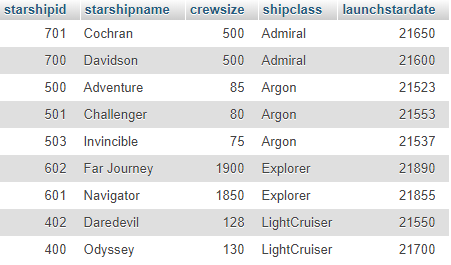 starshipid starshipname crewsize shipclass launchstardate
701 Cochran 500 Admiral 21650
700 Davidson 500 Admiral 21600
500 Adventure 85 Argon 21523
501 Challenger 80 Argon 21553
503 Invincible 75 Argon 21537
602 Far Journey 1900 Explorer 21890
601 Navigator 1850 Explorer 21855
402 Daredevil 128 LightCruiser 21550
400 Odyssey 130 LightCruiser 21700